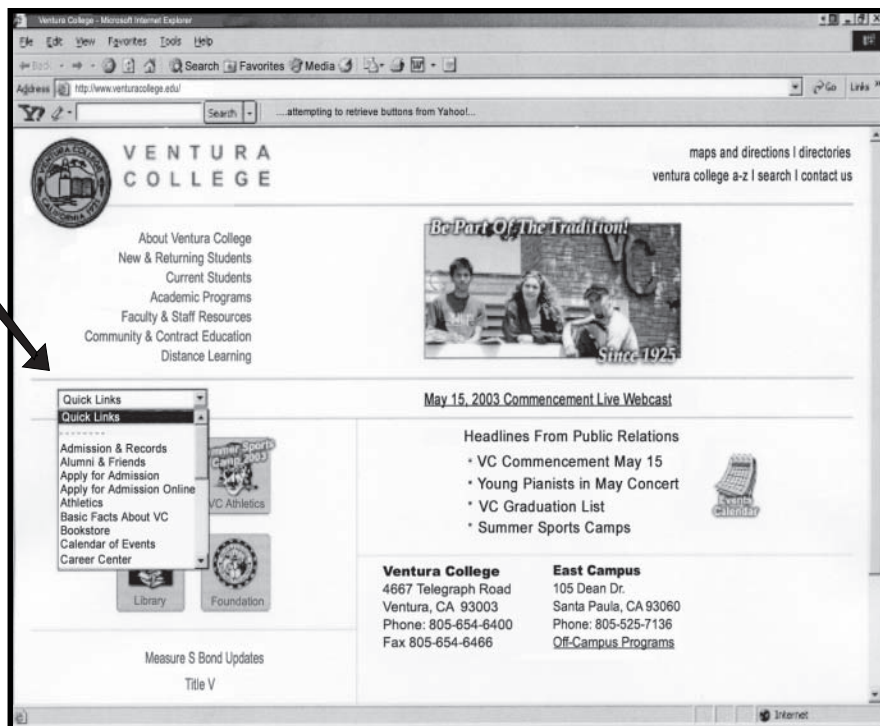 Ventura College - Microsoft Internet Explorer
File Edit View Favorites Tools Help
Back Search Favorites Media
Address http://www.venturacollege.edu/ Go Links »
Y! Search ....attempting to retrieve buttons from Yahoo!...
VENTURA COLLEGE
CALIFORNIA 1925
VENTURA
COLLEGE
maps and directions I directories
ventura college a-z I search I contact us
About Ventura College
New & Returning Students
Current Students
Academic Programs
Faculty & Staff Resources
Community & Contract Education
Distance Learning
Be Part Of The Tradition!
VC
Since 1925
Quick Links
Quick Links
--------
Admission & Records
Alumni & Friends
Apply for Admission
Apply for Admission Online
Athletics
Basic Facts About VC
Bookstore
Calendar of Events
Career Center
mmer Sports
Camp 2003
VC Athletics
Library
Foundation
Measure S Bond Updates
Title V
May 15, 2003 Commencement Live Webcast
Headlines From Public Relations
* VC Commencement May 15
* Young Pianists in May Concert
* VC Graduation List
* Summer Sports Camps
Events
Calendar
Ventura College
4667 Telegraph Road
Ventura, CA 93003
Phone: 805-654-6400
Fax 805-654-6466
East Campus
105 Dean Dr.
Santa Paula, CA 93060
Phone: 805-525-7136
Off-Campus Programs
Internet